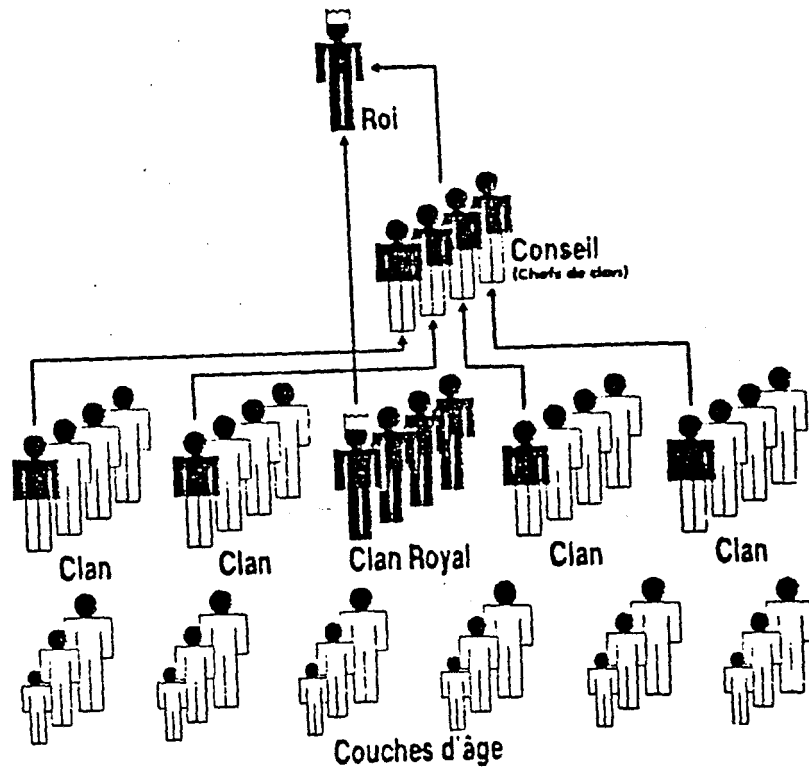 Roi
Conseil
(Chefs de clan)
Clan
Clan
Clan Royal
Clan
Clan
Couches d'âge